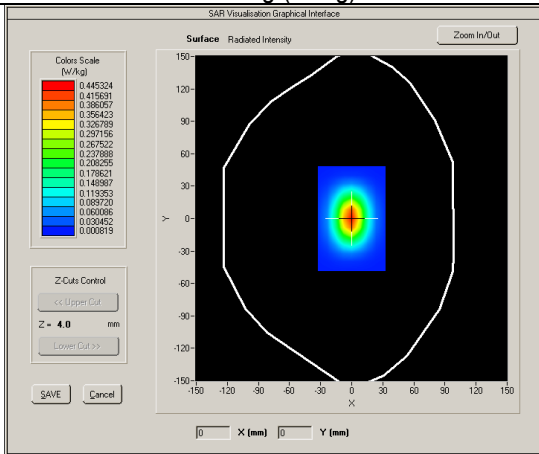 SAR Visualisation Graphical Interface
Surface Radiated Intensity
Zoom In/Out
Colors Scale
(W/kg)
0.445324
0.415691
0.386057
0.356423
0.326789
0.297156
0.267522
0.237888
0.208255
0.178621
0.148987
0.119353
0.089720
0.060086
0.030452
0.000819
Z-Cuts Control
<< Upper Cut
Z = 4.0 mm
Lower Cut >>
SAVE
Cancel
150
120
90
60
30
0
-30
-60
-90
-120
-150
Y
-150 -120 -90 -60 -30 0 30 60 90 120 150
X
0 X (mm) 0 Y (mm)